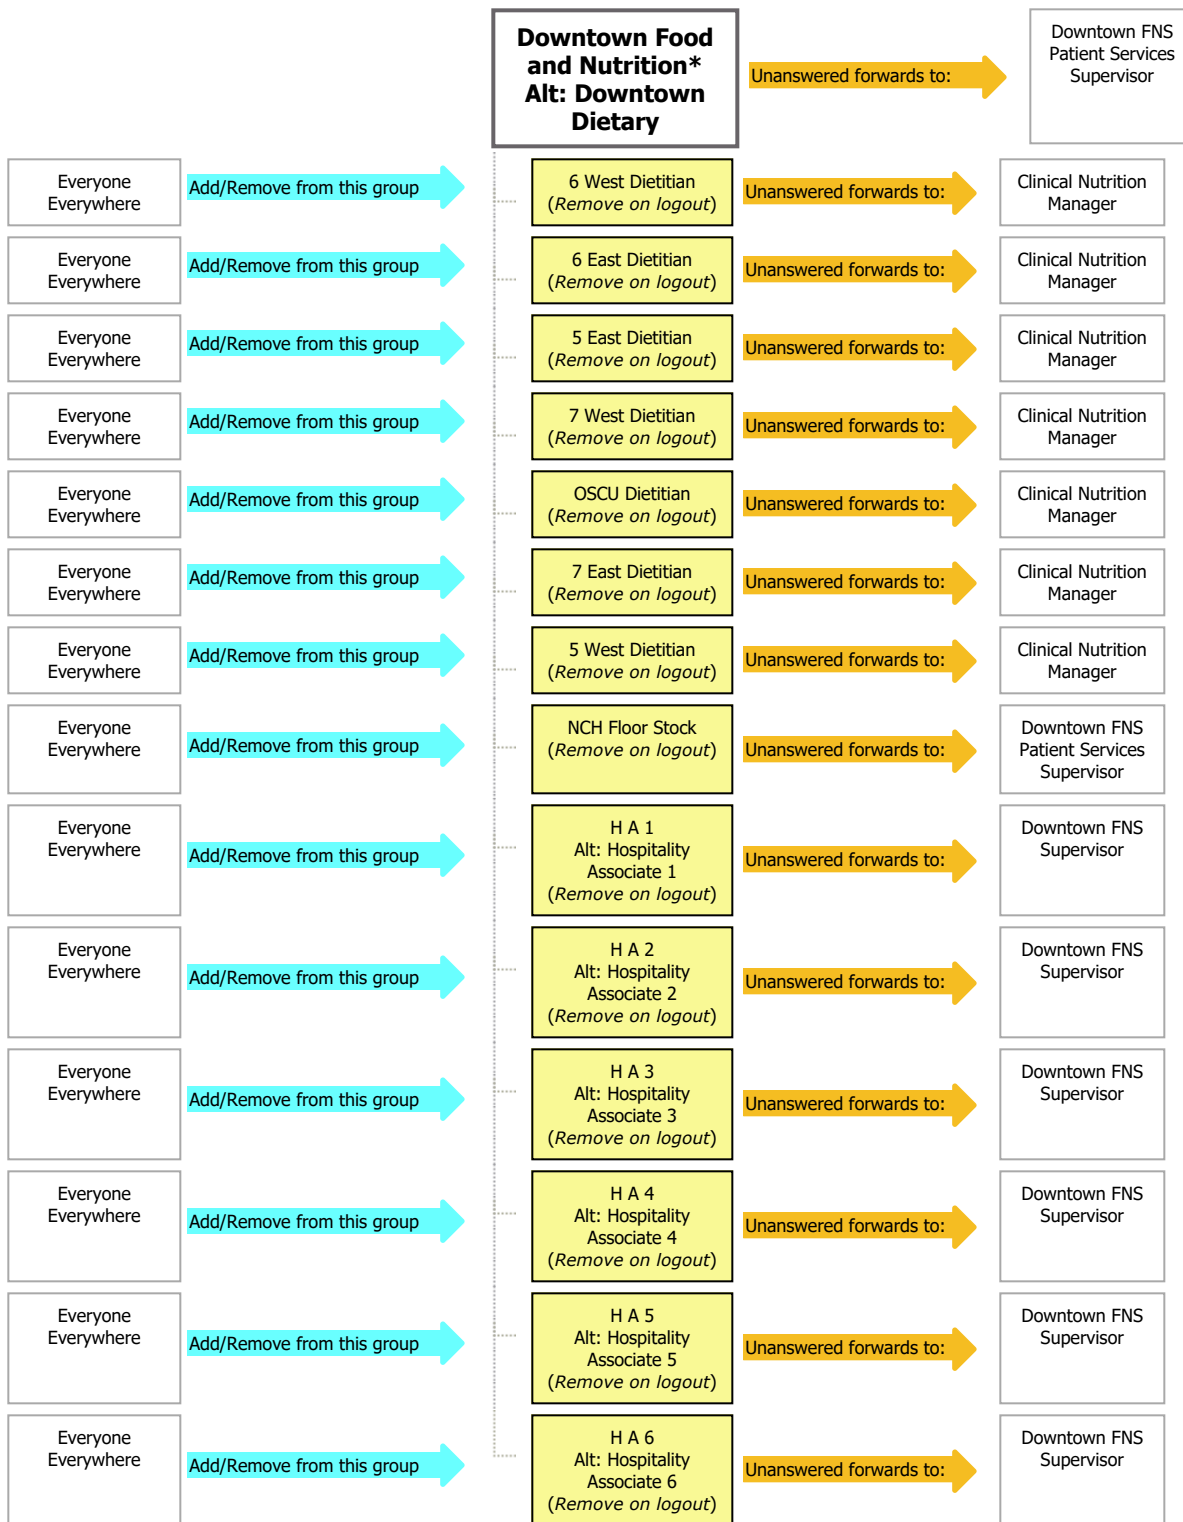 Downtown Food
and Nutrition*
Alt: Downtown
Dietary
Unanswered forwards to:
Downtown FNS
Patient Services
Supervisor
Everyone
Everywhere
Add/Remove from this group
6 West Dietitian
(Remove on logout)
Unanswered forwards to:
Clinical Nutrition
Manager
Everyone
Everywhere
Add/Remove from this group
6 East Dietitian
(Remove on logout)
Unanswered forwards to:
Clinical Nutrition
Manager
Everyone
Everywhere
Add/Remove from this group
5 East Dietitian
(Remove on logout)
Unanswered forwards to:
Clinical Nutrition
Manager
Everyone
Everywhere
Add/Remove from this group
7 West Dietitian
(Remove on logout)
Unanswered forwards to:
Clinical Nutrition
Manager
Everyone
Everywhere
Add/Remove from this group
OSCU Dietitian
(Remove on logout)
Unanswered forwards to:
Clinical Nutrition
Manager
Everyone
Everywhere
Add/Remove from this group
7 East Dietitian
(Remove on logout)
Unanswered forwards to:
Clinical Nutrition
Manager
Everyone
Everywhere
Add/Remove from this group
5 West Dietitian
(Remove on logout)
Unanswered forwards to:
Clinical Nutrition
Manager
Everyone
Everywhere
Add/Remove from this group
NCH Floor Stock
(Remove on logout)
Unanswered forwards to:
Downtown FNS
Patient Services
Supervisor
Everyone
Everywhere
Add/Remove from this group
H A 1
Alt: Hospitality
Associate 1
(Remove on logout)
Unanswered forwards to:
Downtown FNS
Supervisor
Everyone
Everywhere
Add/Remove from this group
H A 2
Alt: Hospitality
Associate 2
(Remove on logout)
Unanswered forwards to:
Downtown FNS
Supervisor
Everyone
Everywhere
Add/Remove from this group
H A 3
Alt: Hospitality
Associate 3
(Remove on logout)
Unanswered forwards to:
Downtown FNS
Supervisor
Everyone
Everywhere
Add/Remove from this group
H A 4
Alt: Hospitality
Associate 4
(Remove on logout)
Unanswered forwards to:
Downtown FNS
Supervisor
Everyone
Everywhere
Add/Remove from this group
H A 5
Alt: Hospitality
Associate 5
(Remove on logout)
Unanswered forwards to:
Downtown FNS
Supervisor
Everyone
Everywhere
Add/Remove from this group
H A 6
Alt: Hospitality
Associate 6
(Remove on logout)
Unanswered forwards to:
Downtown FNS
Supervisor